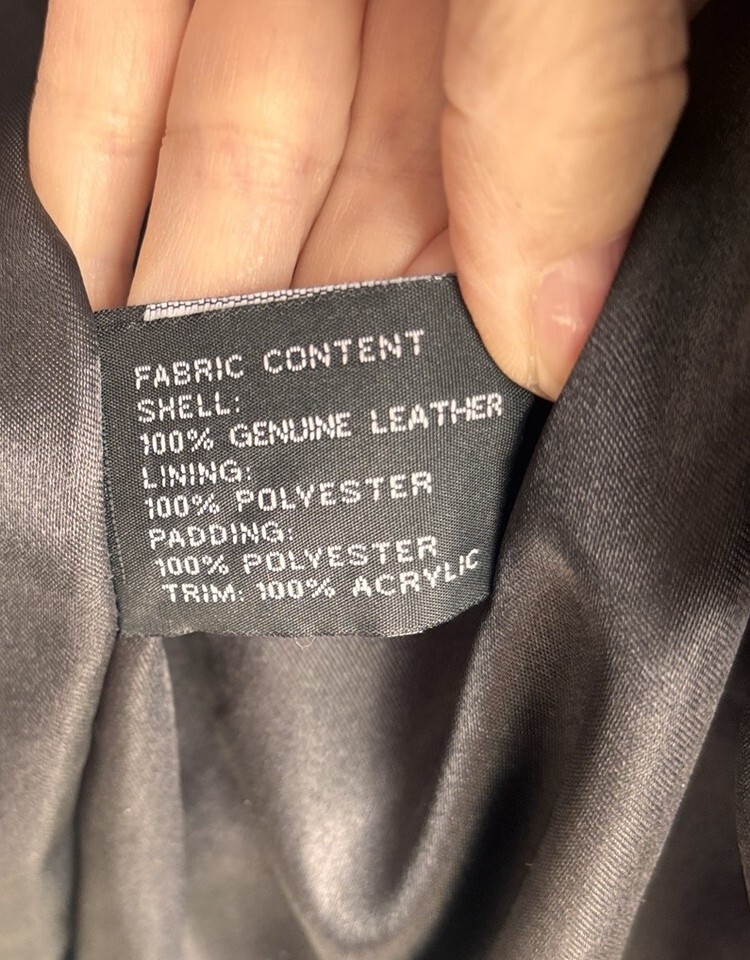 FABRIC CONTENT
SHELL:
100% GENUINE LEATHER
LINING:
100% POLYESTER
PADDING:
100% POLYESTER
TRIM: 100% ACRYLIC